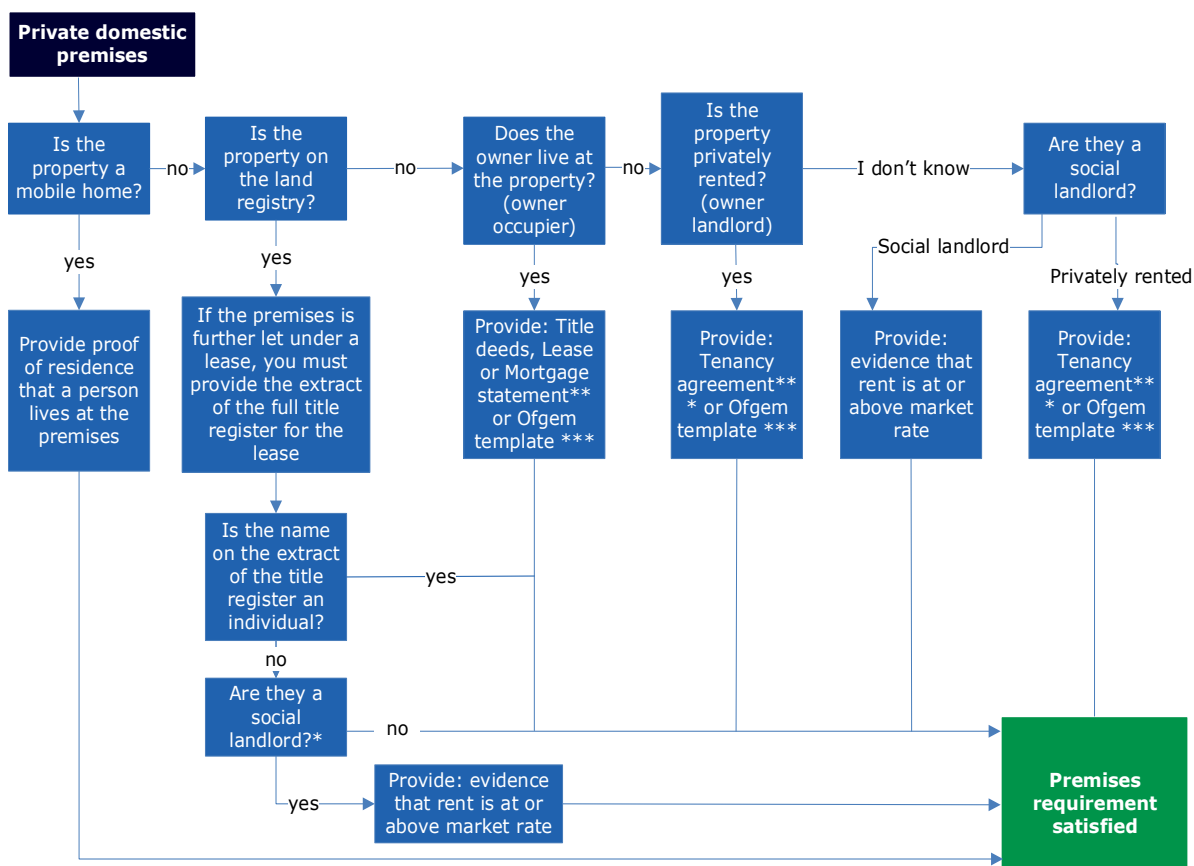 Private domestic
premises
Is the
property a
mobile home?
no
Is the
property on
the land
registry?
no
Does the
owner live at
the property?
(owner
occupier)
no
Is the
property
privately
rented?
(owner
landlord)
I don’t know
Are they a
social
landlord?
yes
yes
yes
yes
Social landlord
Privately rented
Provide proof
of residence
that a person
lives at the
premises
If the
premises is
further let under a
lease, you must
provide the extract
of the full title
register for the
lease
Provide: Title
deeds, Lease
or Mortgage
statement**
or Ofgem
template ***
Provide:
Tenancy
agreement**
* or Ofgem
template ***
Provide:
evidence that
rent is at or
above market
rate
Provide:
Tenancy
agreement**
* or Ofgem
template ***
Is the name
on the extract
of the title
register an
individual?
yes
no
Are they a
social
landlord?*
no
yes
Provide: evidence
that rent is at or
above market rate
Premises
requirement
satisfied